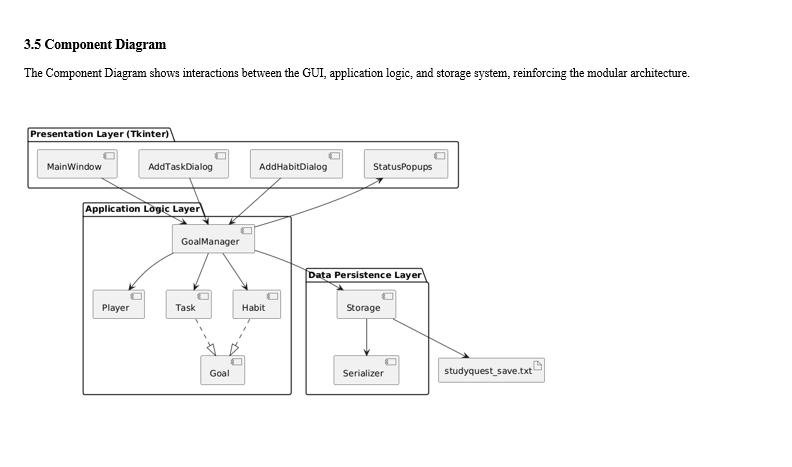 3.5 Component Diagram
The Component Diagram shows interactions between the GUI, application logic, and storage system, reinforcing the modular architecture.
Presentation Layer (Tkinter)
MainWindow
AddTaskDialog
AddHabitDialog
StatusPopups
Application Logic Layer
GoalManager
Data Persistence Layer
Player
Task
Habit
Storage
Goal
Serializer
studyquest_save.txt